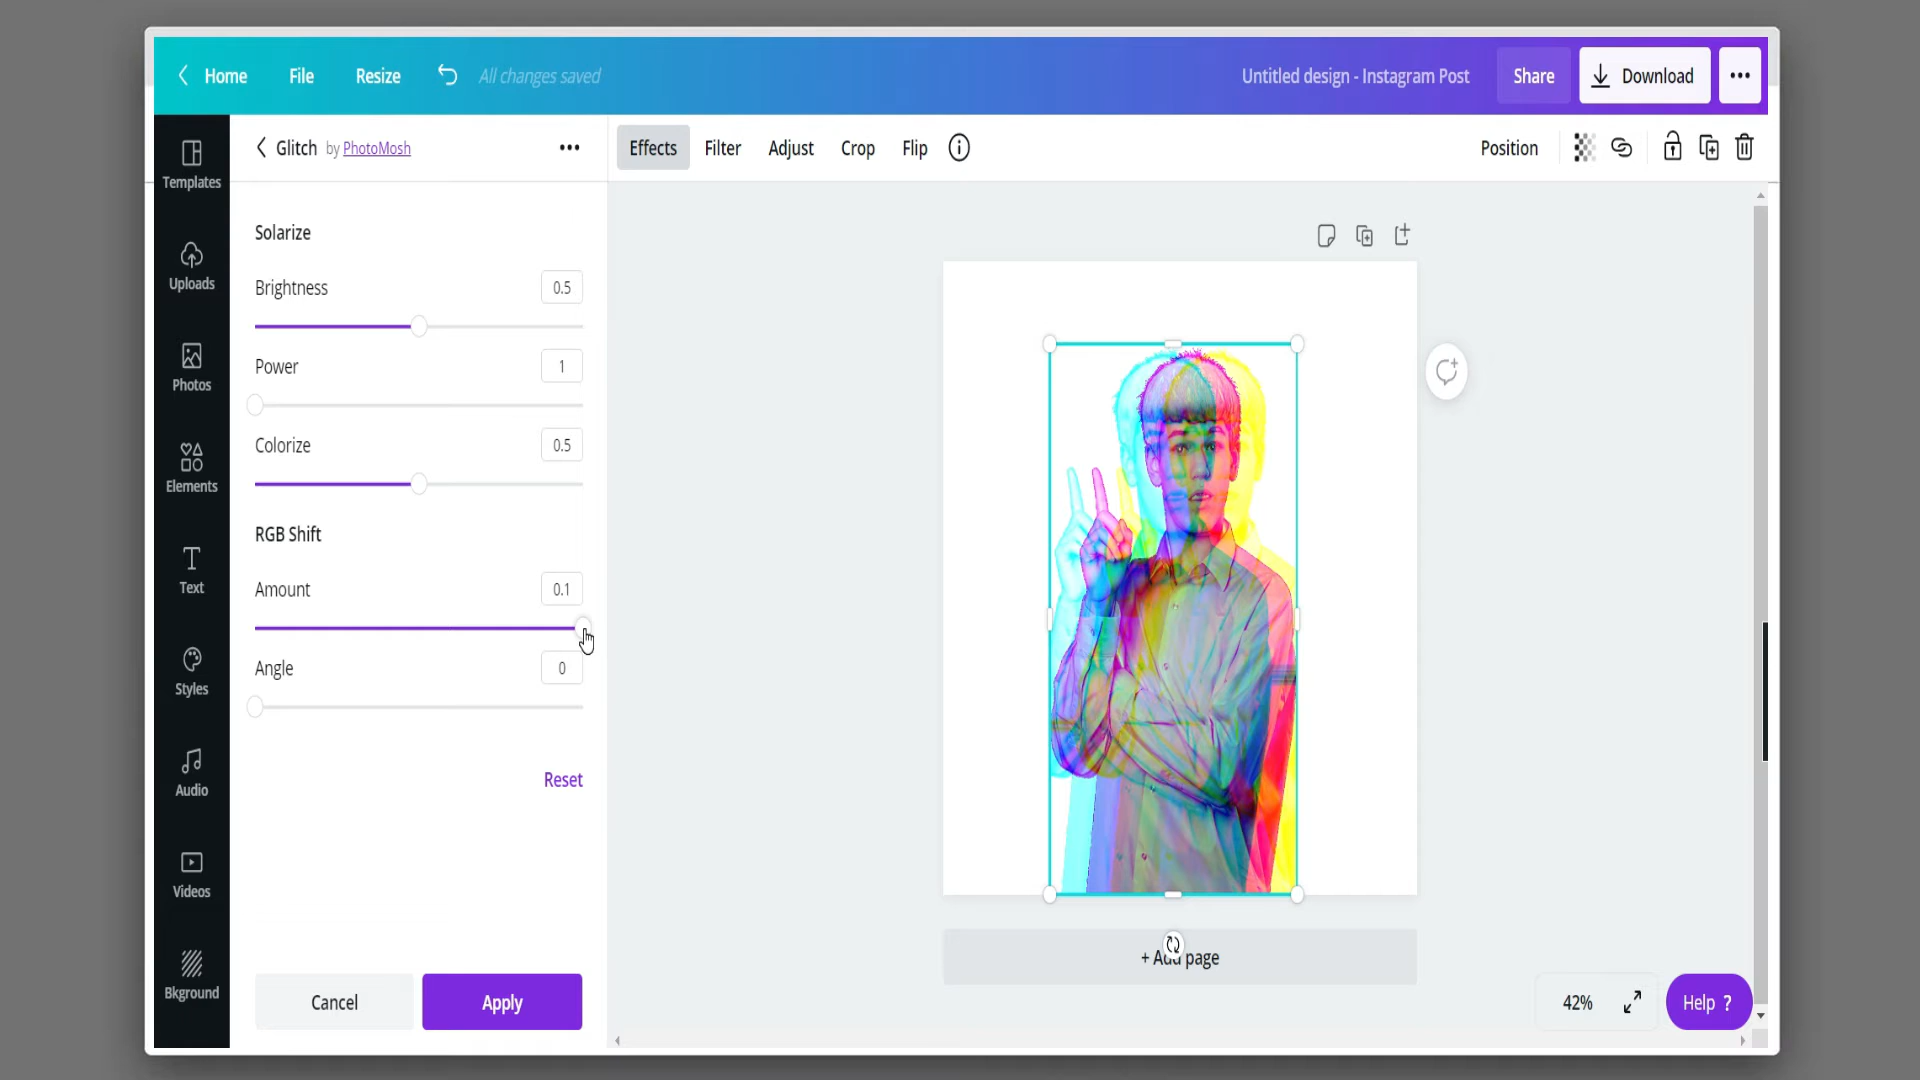 Home File Resize All changes saved Untitled design - Instagram Post Share Download
Glitch by PhotoMosh
Effects Filter Adjust Crop Flip Position
Templates
Uploads
Photos
Elements
Text
Styles
Audio
Videos
Bkground
Solarize
Brightness 0.5
Power 1
Colorize 0.5
RGB Shift
Amount 0.1
Angle 0
Reset
Cancel Apply
+ Add page
42% Help ?